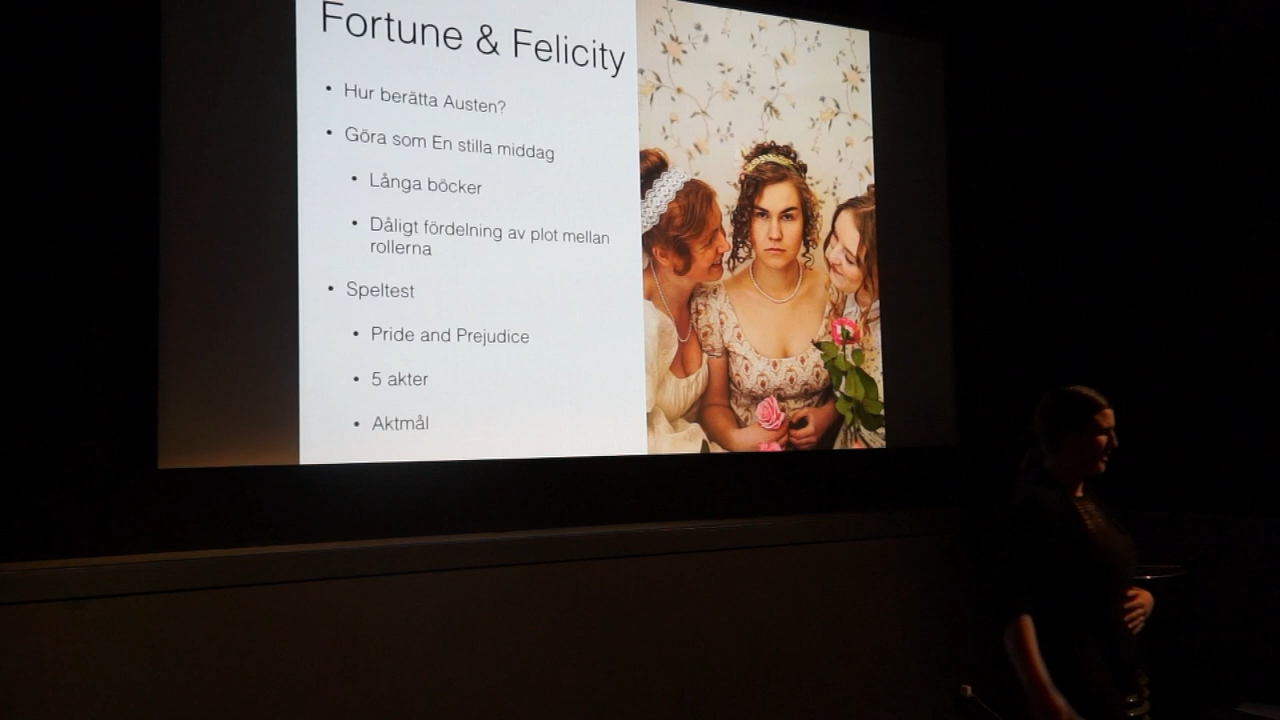 Fortune & Felicity
Hur berätta Austen?
Göra som En stilla middag
Långa böcker
Dåligt fördelning av plot mellan
rollerna
Speltest
Pride and Prejudice
5 akter
Aktmål